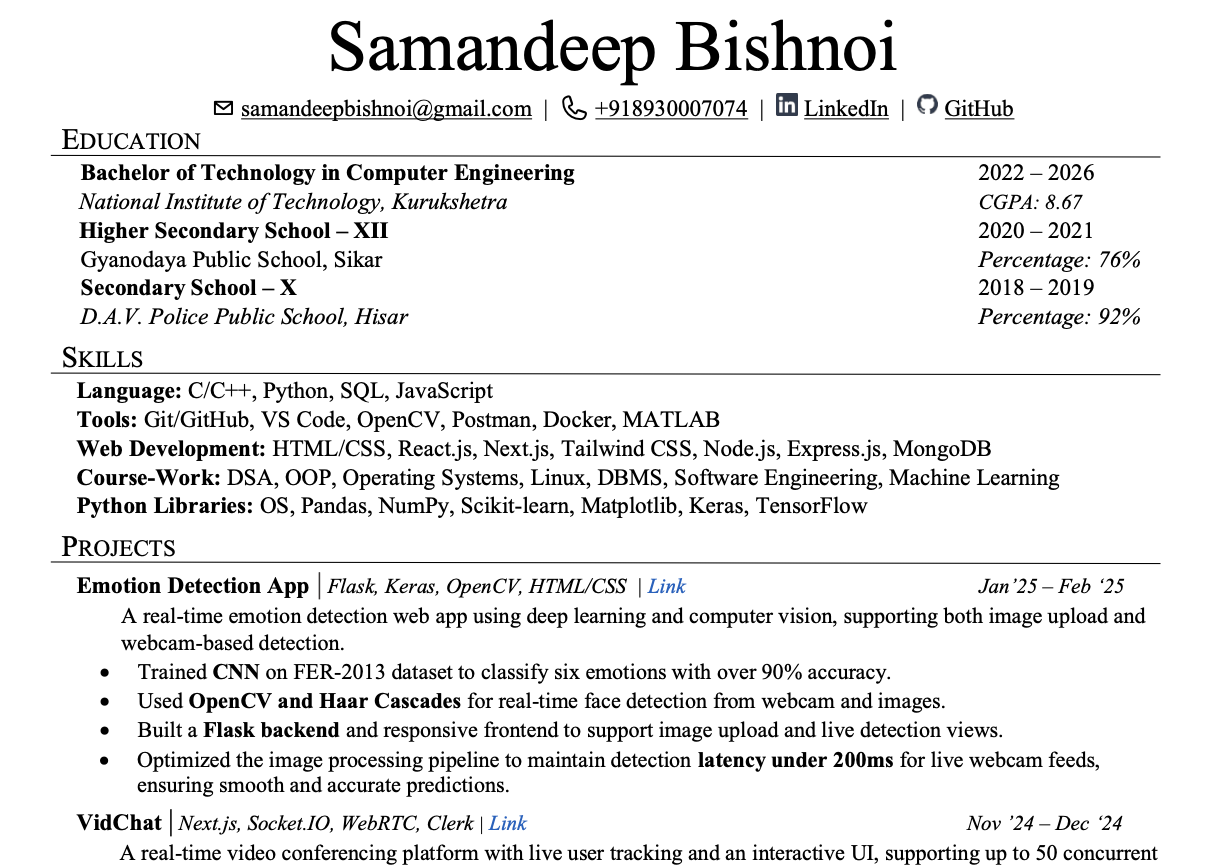 Samandeep Bishnoi
samandeepbishnoi@gmail.com | +918930007074 | LinkedIn | GitHub
EDUCATION
Bachelor of Technology in Computer Engineering 2022 – 2026
National Institute of Technology, Kurukshetra CGPA: 8.67
Higher Secondary School – XII 2020 – 2021
Gyanodaya Public School, Sikar Percentage: 76%
Secondary School – X 2018 – 2019
D.A.V. Police Public School, Hisar Percentage: 92%
SKILLS
Language: C/C++, Python, SQL, JavaScript
Tools: Git/GitHub, VS Code, OpenCV, Postman, Docker, MATLAB
Web Development: HTML/CSS, React.js, Next.js, Tailwind CSS, Node.js, Express.js, MongoDB
Course-Work: DSA, OOP, Operating Systems, Linux, DBMS, Software Engineering, Machine Learning
Python Libraries: OS, Pandas, NumPy, Scikit-learn, Matplotlib, Keras, TensorFlow
PROJECTS
Emotion Detection App | Flask, Keras, OpenCV, HTML/CSS | Link Jan’25 – Feb ‘25
A real-time emotion detection web app using deep learning and computer vision, supporting both image upload and
webcam-based detection.
• Trained CNN on FER-2013 dataset to classify six emotions with over 90% accuracy.
• Used OpenCV and Haar Cascades for real-time face detection from webcam and images.
• Built a Flask backend and responsive frontend to support image upload and live detection views.
• Optimized the image processing pipeline to maintain detection latency under 200ms for live webcam feeds,
ensuring smooth and accurate predictions.
VidChat | Next.js, Socket.IO, WebRTC, Clerk | Link Nov ’24 – Dec ‘24
A real-time video conferencing platform with live user tracking and an interactive UI, supporting up to 50 concurrent